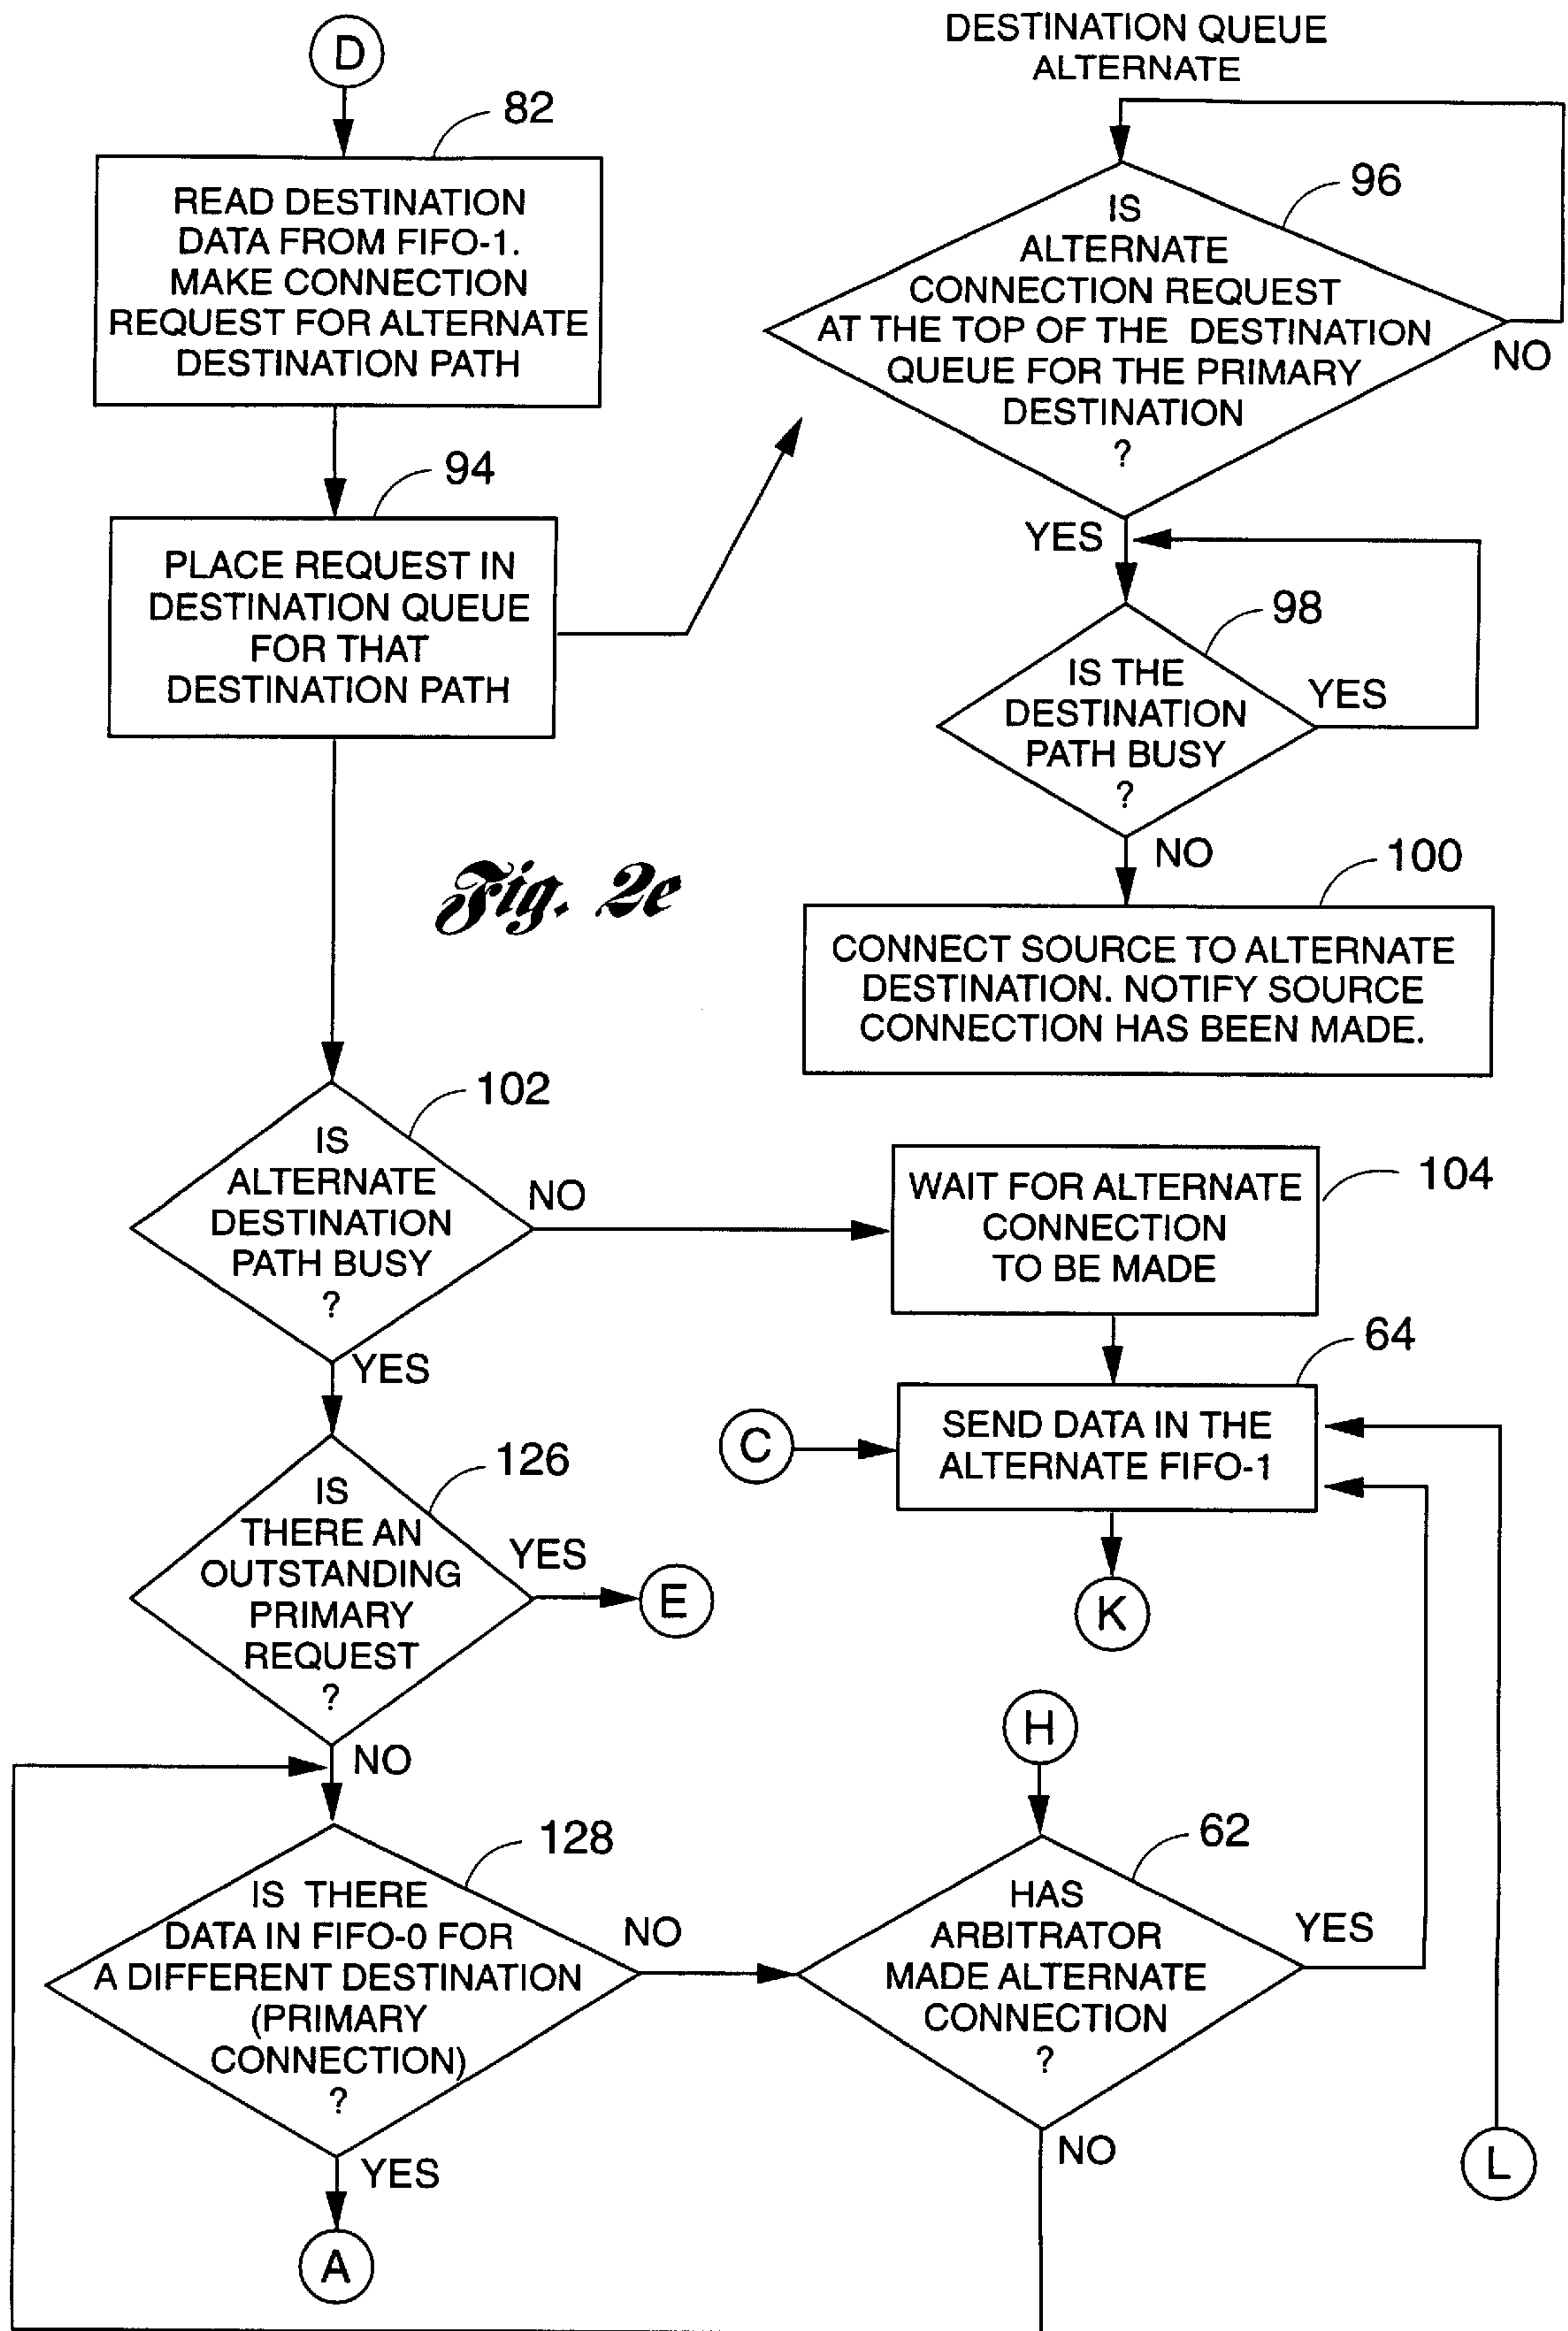 D
82
READ DESTINATION
DATA FROM FIFO-1.
MAKE CONNECTION
REQUEST FOR ALTERNATE
DESTINATION PATH
94
PLACE REQUEST IN
DESTINATION QUEUE
FOR THAT
DESTINATION PATH
DESTINATION QUEUE
ALTERNATE
96
IS
ALTERNATE
CONNECTION REQUEST
AT THE TOP OF THE DESTINATION
QUEUE FOR THE PRIMARY
DESTINATION
?
NO
YES
98
IS THE
DESTINATION
PATH BUSY
?
YES
NO
100
CONNECT SOURCE TO ALTERNATE
DESTINATION. NOTIFY SOURCE
CONNECTION HAS BEEN MADE.
Fig. 2e
102
IS
ALTERNATE
DESTINATION
PATH BUSY
?
NO
YES
104
WAIT FOR ALTERNATE
CONNECTION
TO BE MADE
64
C
SEND DATA IN THE
ALTERNATE FIFO-1
K
126
IS
THERE AN
OUTSTANDING
PRIMARY
REQUEST
?
YES
E
NO
128
IS THERE
DATA IN FIFO-0 FOR
A DIFFERENT DESTINATION
(PRIMARY
CONNECTION)
?
NO
YES
A
H
62
HAS
ARBITRATOR
MADE ALTERNATE
CONNECTION
?
YES
NO
L